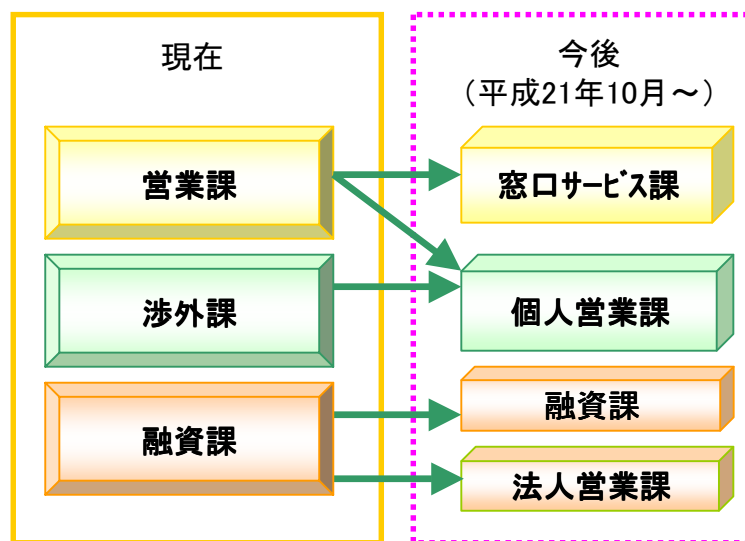 現在
営業課
渉外課
融資課
今後
（平成21年10月～）
窓口サービス課
個人営業課
融資課
法人営業課